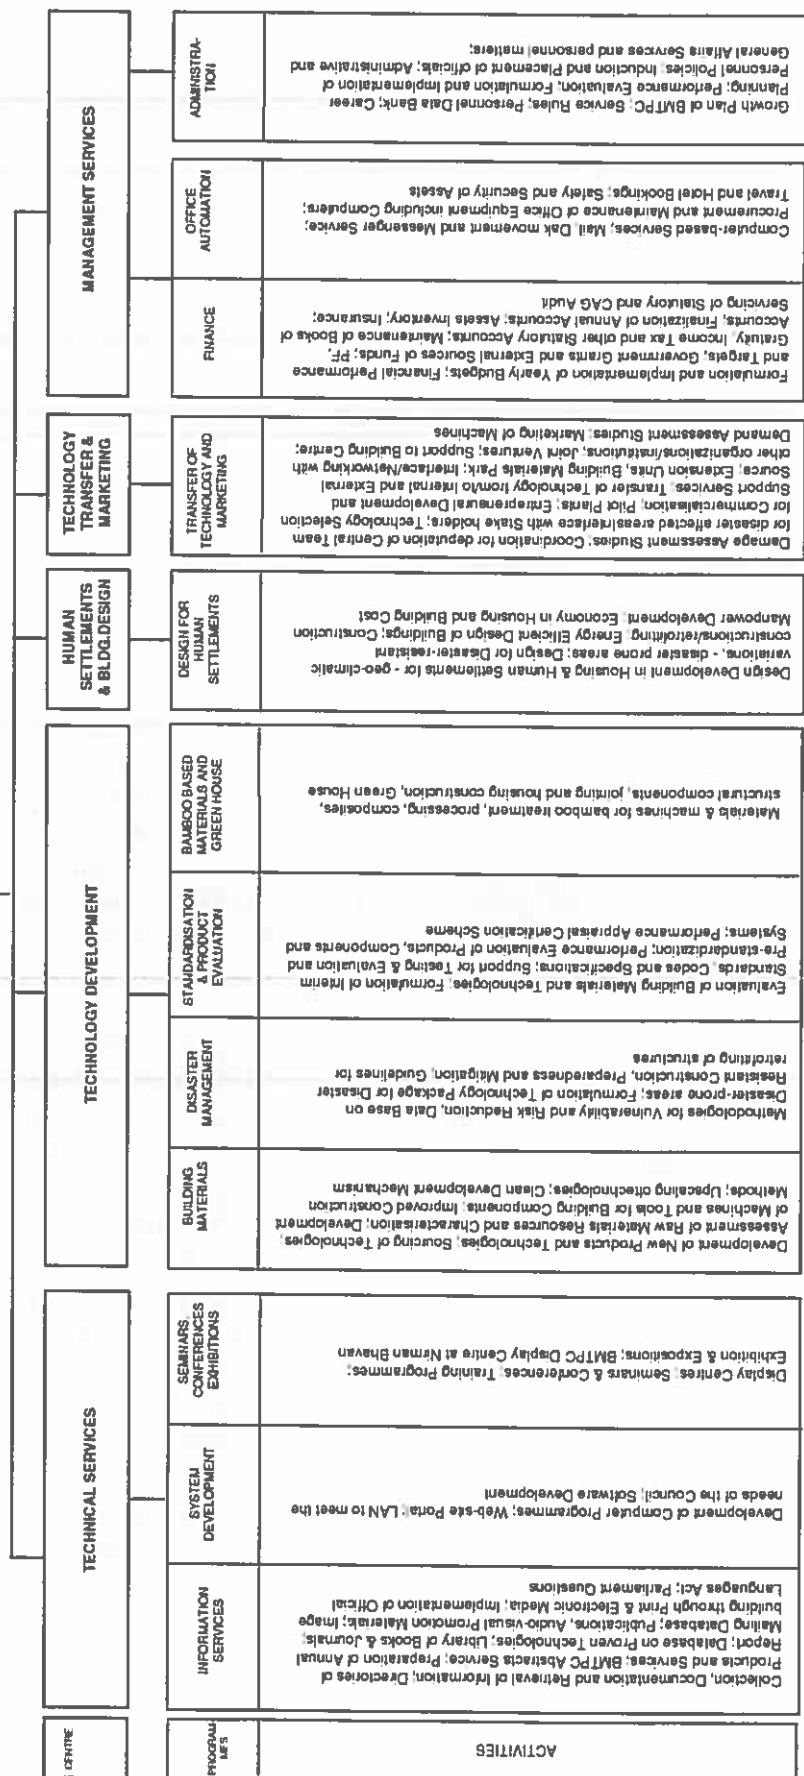 CENTRE
TECHNICAL SERVICES
TECHNOLOGY DEVELOPMENT
HUMAN
SETTLEMENTS
& BLDG.DESIGN
TECHNOLOGY
TRANSFER &
MARKETING
MANAGEMENT SERVICES
PROGRAM-
MES
INFORMATION
SERVICES
SYSTEM
DEVELOPMENT
SEMINARS
CONFERENCES
EXHIBITIONS
BUILDING
MATERIALS
DISASTER
MANAGEMENT
STANDARDISATION
& PRODUCT
EVALUATION
BAMBOO BASED
MATERIALS AND
GREEN HOUSE
DESIGN FOR
HUMAN
SETTLEMENTS
TRANSFER OF
TECHNOLOGY AND
MARKETING
FINANCE
OFFICE
AUTOMATION
ADMINISTRA-
TION
ACTIVITIES
Collection, Documentation and Retrieval of Information; Directories of
Products and Services; BMTPC Abstracts Service; Preparation of Annual
Report; Database on Proven Technologies; Library of Books & Journals;
Mailing Database; Publications, Audio-visual Promotion Materials; Image
building through Print & Electronic Media; Implementation of Official
Languages Act; Parliament Questions
Development of Computer Programmes; Web-site Portal; LAN to meet the
needs of the Council; Software Development
Display Centres; Seminars & Conferences; Training Programmes;
Exhibition & Expositions; BMTPC Display Centre at Nirman Bhavan
Development of New Products and Technologies; Sourcing of Technologies;
Assessment of Raw Materials Resources and Characterisation; Development
of Machines and Tools for Building Components; Improved Construction
Methods; Upscaling oftechnologies; Clean Development Mechanism
Methodologies for Vulnerability and Risk Reduction, Data Base on
Disaster-prone areas; Formulation of Technology Package for Disaster
Resistant Construction, Preparedness and Mitigation, Guidelines for
retrofitting of structures
Evaluation of Building Materials and Technologies; Formulation of Interim
Standards, Codes and Specifications; Support for Testing & Evaluation and
Pre-standardization; Performance Evaluation of Products, Components and
Systems; Performance Appraisal Certification Scheme
Materials & machines for bamboo treatment, processing, composites,
structural components, jointing and housing construction, Green House
Design Development in Housing & Human Settlements for - geo-climatic
variations, - disaster prone areas; Design for Disaster-resistant
constructions/retrofitting; Energy Efficient Design of Buildings; Construction
Manpower Development; Economy in Housing and Building Cost
Damage Assessment Studies; Coordination for deputation of Central Team
for disaster affected areas/interface with Stake holders; Technology Selection
for Commercialisation; Pilot Plants; Entrepreneurial Development and
Support Services; Transfer of Technology from/to Internal and External
Source; Extension Units, Building Materials Park; Interface/Networking with
other organizations/institutions; Joint Ventures; Support to Building Centre;
Demand Assessment Studies; Marketing of Machines
Formulation and Implementation of Yearly Budgets; Financial Performance
and Targets, Government Grants and External Sources of Funds; PF,
Gratuity, Income Tax and other Statutory Accounts; Maintenance of Books of
Accounts, Finalization of Annual Accounts; Assets Inventory; Insurance;
Servicing of Statutory and CAG Audit
Computer-based Services; Mail, Dak movement and Messenger Service;
Procurement and Maintenance of Office Equipment including Computers;
Travel and Hotel Bookings; Safety and Security of Assets
Growth Plan of BMTPC; Service Rules; Personnel Data Bank; Career
Planning; Performance Evaluation; Formulation and Implementation of
Personnel Policies; Induction and Placement of officials; Administrative and
General Affairs Services and personnel matters;